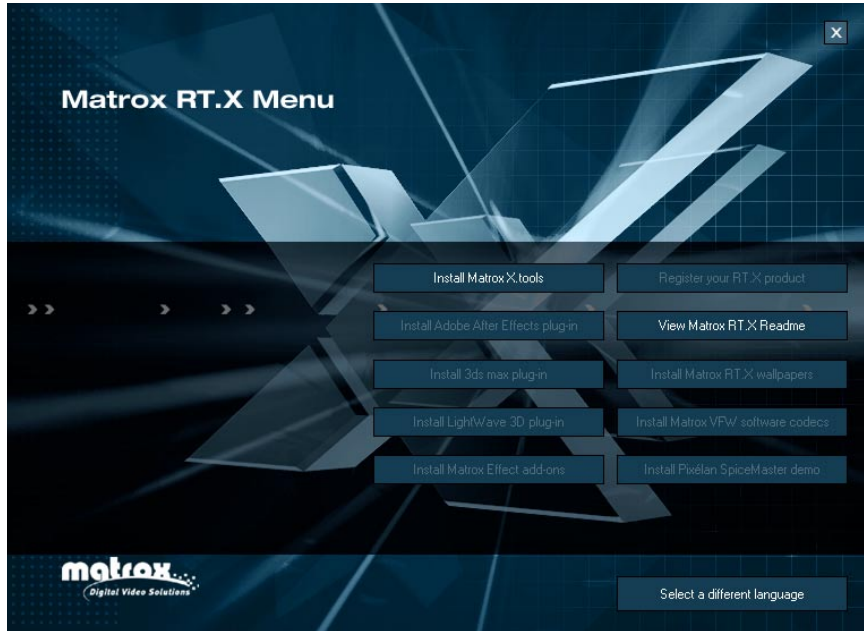 X
Matrox RT.X Menu
Install Matrox X.tools
Register your RT.X product
Install Adobe After Effects plug-in
View Matrox RT.X Readme
Install 3ds max plug-in
Install Matrox RT.X wallpapers
Install LightWave 3D plug-in
Install Matrox VFW software codecs
Install Matrox Effect add-ons
Install Pixélan SpiceMaster demo
matrox
Digital Video Solutions
Select a different language